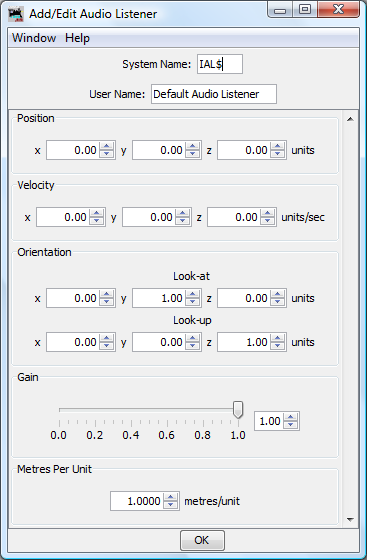 Add/Edit Audio Listener
Window Help
System Name: IAL$
User Name: Default Audio Listener
Position
x 0.00 y 0.00 z 0.00 units
Velocity
x 0.00 y 0.00 z 0.00 units/sec
Orientation
Look-at
x 0.00 y 1.00 z 0.00 units
Look-up
x 0.00 y 0.00 z 1.00 units
Gain
1.00
0.0 0.2 0.4 0.6 0.8 1.0
Metres Per Unit
1.0000 metres/unit
OK